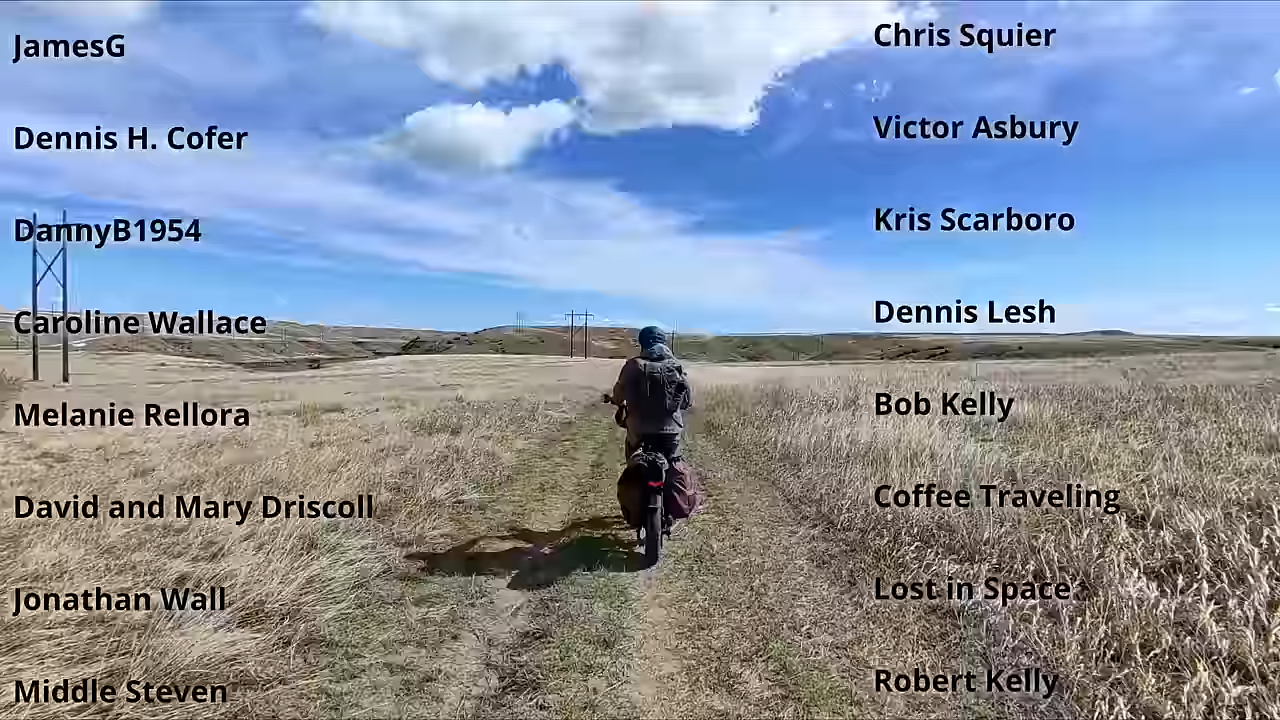 JamesG
Dennis H. Cofer
DannyB1954
Caroline Wallace
Melanie Rellora
David and Mary Driscoll
Jonathan Wall
Middle Steven
Chris Squier
Victor Asbury
Kris Scarboro
Dennis Lesh
Bob Kelly
Coffee Traveling
Lost in Space
Robert Kelly